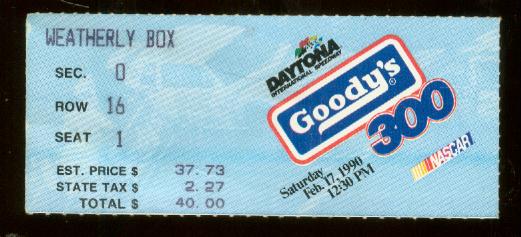 WEATHERLY BOX
SEC. 0
ROW 16
SEAT 1
EST. PRICE $ 37.73
STATE TAX $ 2.27
TOTAL $ 40.00
DAYTONA
INTERNATIONAL SPEEDWAY
Goody's
300
NASCAR
Saturday
Feb. 17, 1990
12:30 PM